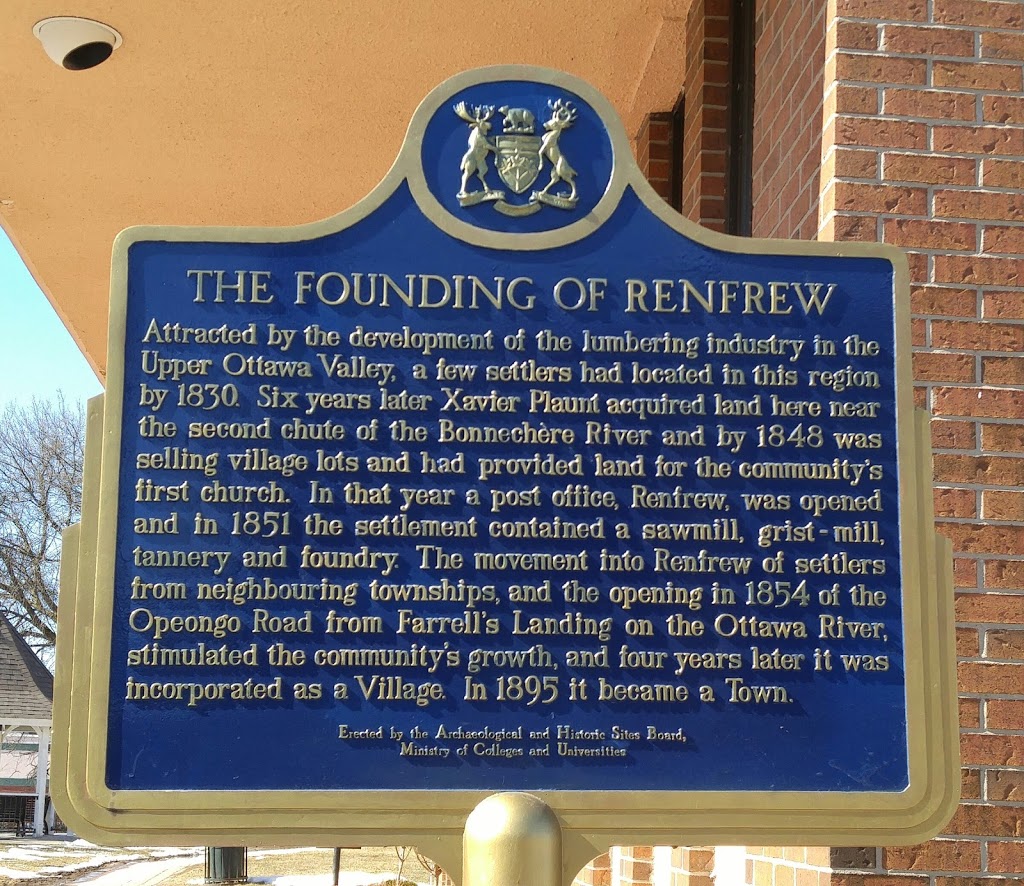 THE FOUNDING OF RENFREW
Attracted by the development of the lumbering industry in the
Upper Ottawa Valley, a few settlers had located in this region
by 1830. Six years later Xavier Plaunt acquired land here near
the second chute of the Bonnechère River and by 1848 was
selling village lots and had provided land for the community's
first church. In that year a post office, Renfrew, was opened
and in 1851 the settlement contained a sawmill, grist-mill,
tannery and foundry. The movement into Renfrew of settlers
from neighbouring townships, and the opening in 1854 of the
Opeongo Road from Farrell's Landing on the Ottawa River,
stimulated the community's growth, and four years later it was
incorporated as a Village. In 1895 it became a Town.
Erected by the Archaeological and Historic Sites Board,
Ministry of Colleges and Universities